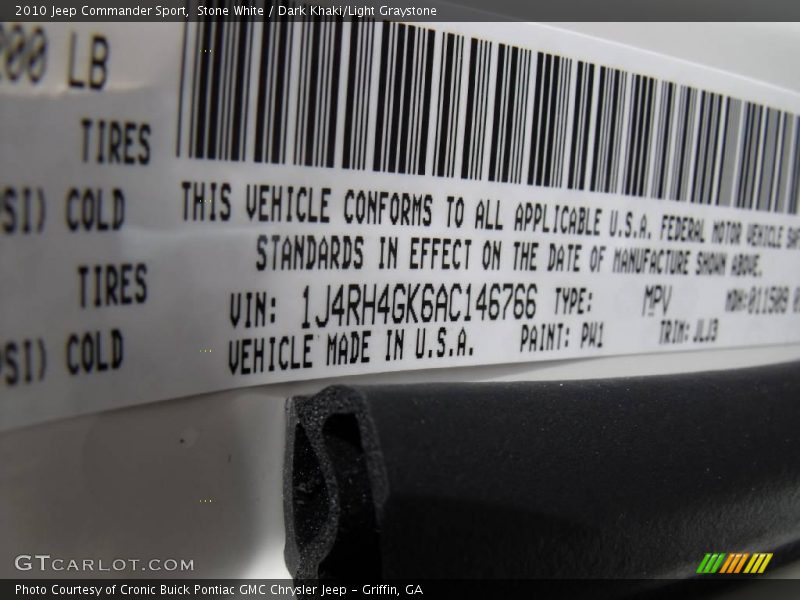 2010 Jeep Commander Sport, Stone White / Dark Khaki/Light Graystone
LB
TIRES
COLD
TIRES
COLD
THIS VEHICLE CONFORMS TO ALL APPLICABLE U.S.A. FEDERAL MOTOR VEHICLE
STANDARDS IN EFFECT ON THE DATE OF MANUFACTURE SHOWN ABOVE.
VIN: 1J4RH4GK6AC146766 TYPE: MPV MDH:011509
VEHICLE MADE IN U.S.A. PAINT: PW1 TRIM: JLJ3
GTCARLOT.COM
Photo Courtesy of Cronic Buick Pontiac GMC Chrysler Jeep - Griffin, GA